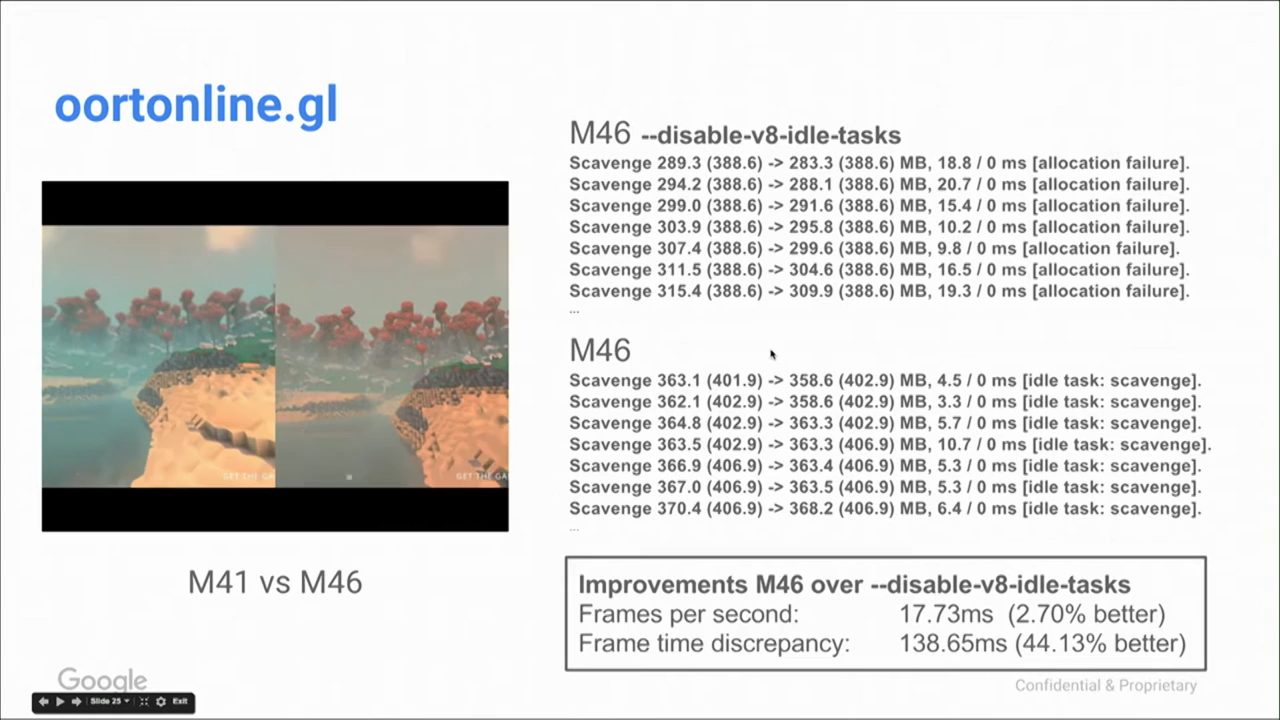 oortonline.gl
M46 --disable-v8-idle-tasks
Scavenge 289.3 (388.6) -> 283.3 (388.6) MB, 18.8 / 0 ms [allocation failure].
Scavenge 294.2 (388.6) -> 288.1 (388.6) MB, 20.7 / 0 ms [allocation failure].
Scavenge 299.0 (388.6) -> 291.6 (388.6) MB, 15.4 / 0 ms [allocation failure].
Scavenge 303.9 (388.6) -> 295.8 (388.6) MB, 10.2 / 0 ms [allocation failure].
Scavenge 307.4 (388.6) -> 299.6 (388.6) MB, 9.8 / 0 ms [allocation failure].
Scavenge 311.5 (388.6) -> 304.6 (388.6) MB, 16.5 / 0 ms [allocation failure].
Scavenge 315.4 (388.6) -> 309.9 (388.6) MB, 19.3 / 0 ms [allocation failure].
...
M46
Scavenge 363.1 (401.9) -> 358.6 (402.9) MB, 4.5 / 0 ms [idle task: scavenge].
Scavenge 362.1 (402.9) -> 358.6 (402.9) MB, 3.3 / 0 ms [idle task: scavenge].
Scavenge 364.8 (402.9) -> 363.3 (402.9) MB, 5.7 / 0 ms [idle task: scavenge].
Scavenge 363.5 (402.9) -> 363.3 (406.9) MB, 10.7 / 0 ms [idle task: scavenge].
Scavenge 366.9 (406.9) -> 363.4 (406.9) MB, 5.3 / 0 ms [idle task: scavenge].
Scavenge 367.0 (406.9) -> 363.5 (406.9) MB, 5.3 / 0 ms [idle task: scavenge].
Scavenge 370.4 (406.9) -> 368.2 (406.9) MB, 6.4 / 0 ms [idle task: scavenge].
...
GET THE GA
GET THE GA
M41 vs M46
Improvements M46 over --disable-v8-idle-tasks
Frames per second: 17.73ms (2.70% better)
Frame time discrepancy: 138.65ms (44.13% better)
Google
Confidential & Proprietary
Slide 25
Exit